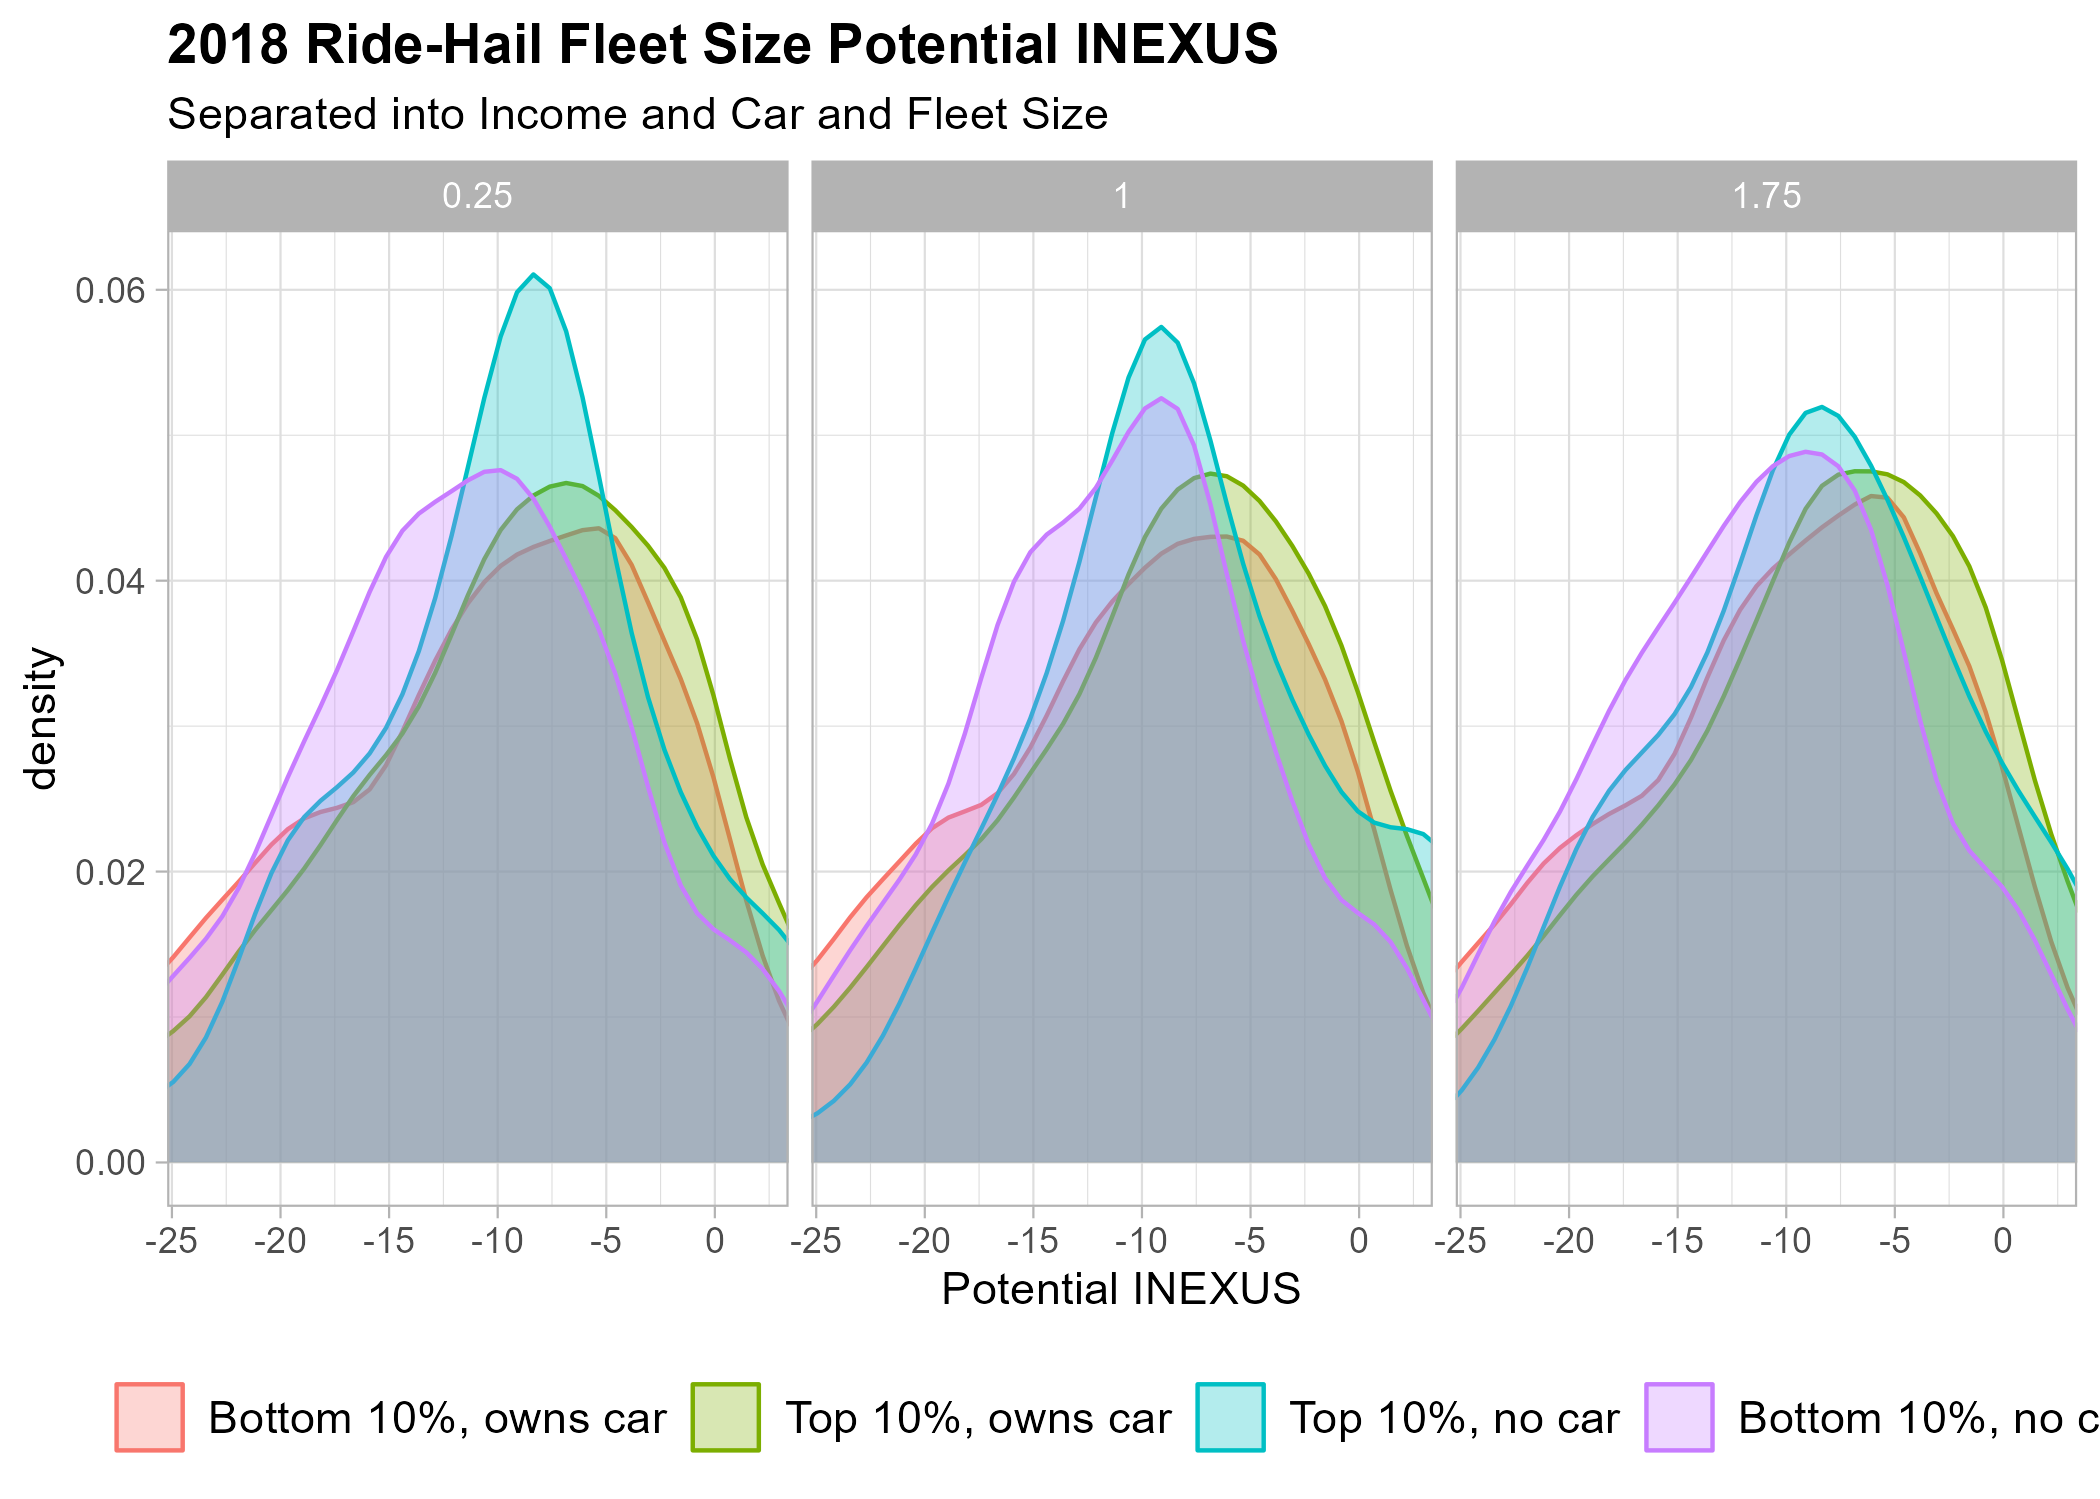 2018 Ride-Hail Fleet Size Potential INEXUS
Separated into Income and Car and Fleet Size
0.25 1 1.75
0.06
0.04
0.02
0.00
density
-25 -20 -15 -10 -5 0 -25 -20 -15 -10 -5 0 -25 -20 -15 -10 -5 0
Potential INEXUS
Bottom 10%, owns car Top 10%, owns car Top 10%, no car Bottom 10%, no c